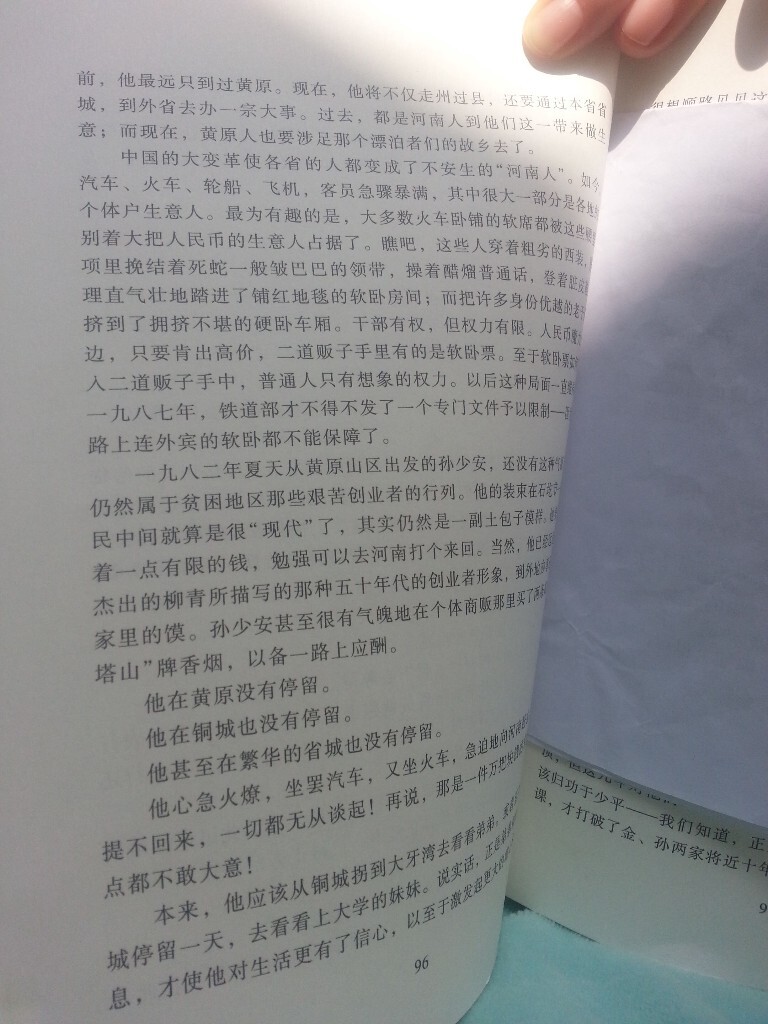 前，他最远只到过黄原。现在，他将不仅走州过县，还要通过本省省
城，到外省去办一宗大事。过去，都是河南人到他们这一带来做生
意；而现在，黄原人也要涉足那个漂泊者们的故乡去了。
中国的大变革使各省的人都变成了不安生的“河南人”。如今
汽车、火车、轮船、飞机，客员急骤暴满，其中很大一部分是各地
个体户生意人。最为有趣的是，大多数火车卧铺的软席都被这些
别着大把人民币的生意人占据了。瞧吧，这些人穿着粗劣的西装，
项里挽结着死蛇一般皱巴巴的领带，操着醋熘普通话，登着脏
理直气壮地踏进了铺红地毯的软卧房间；而把许多身份优越的老
挤到了拥挤不堪的硬卧车厢。干部有权，但权力有限。人民币
边，只要肯出高价，二道贩子手里有的是软卧票。至于软卧票
入二道贩子手中，普通人只有想象的权力。以后这种局面一直
一九八七年，铁道部才不得不发了一个专门文件予以限制——
路上连外宾的软卧都不能保障了。
一九八二年夏天从黄原山区出发的孙少安，还没有这种
仍然属于贫困地区那些艰苦创业者的行列。他的装束在石
民中间就算是很“现代”了，其实仍然是一副土包子模样。
着一点有限的钱，勉强可以去河南打个来回。当然，他已
杰出的柳青所描写的那种五十年代的创业者形象，到外
家里的馍。孙少安甚至很有气魄地在个体商贩那里买了两
塔山”牌香烟，以备一路上应酬。
他在黄原没有停留。
他在铜城也没有停留。
他甚至在繁华的省城也没有停留。
他心急火燎，坐罢汽车，又坐火车，急迫地向河南
提不回来，一切都无从谈起！再说，那是一件万把块
点都不敢大意！
本来，他应该从铜城拐到大牙湾去看看弟弟，
城停留一天，去看看上大学的妹妹。说实话，正是
息，才使他对生活更有了信心，以至于激发起更大的
96
该归功于少平——我们知道，正
课，才打破了金、孙两家将近十年